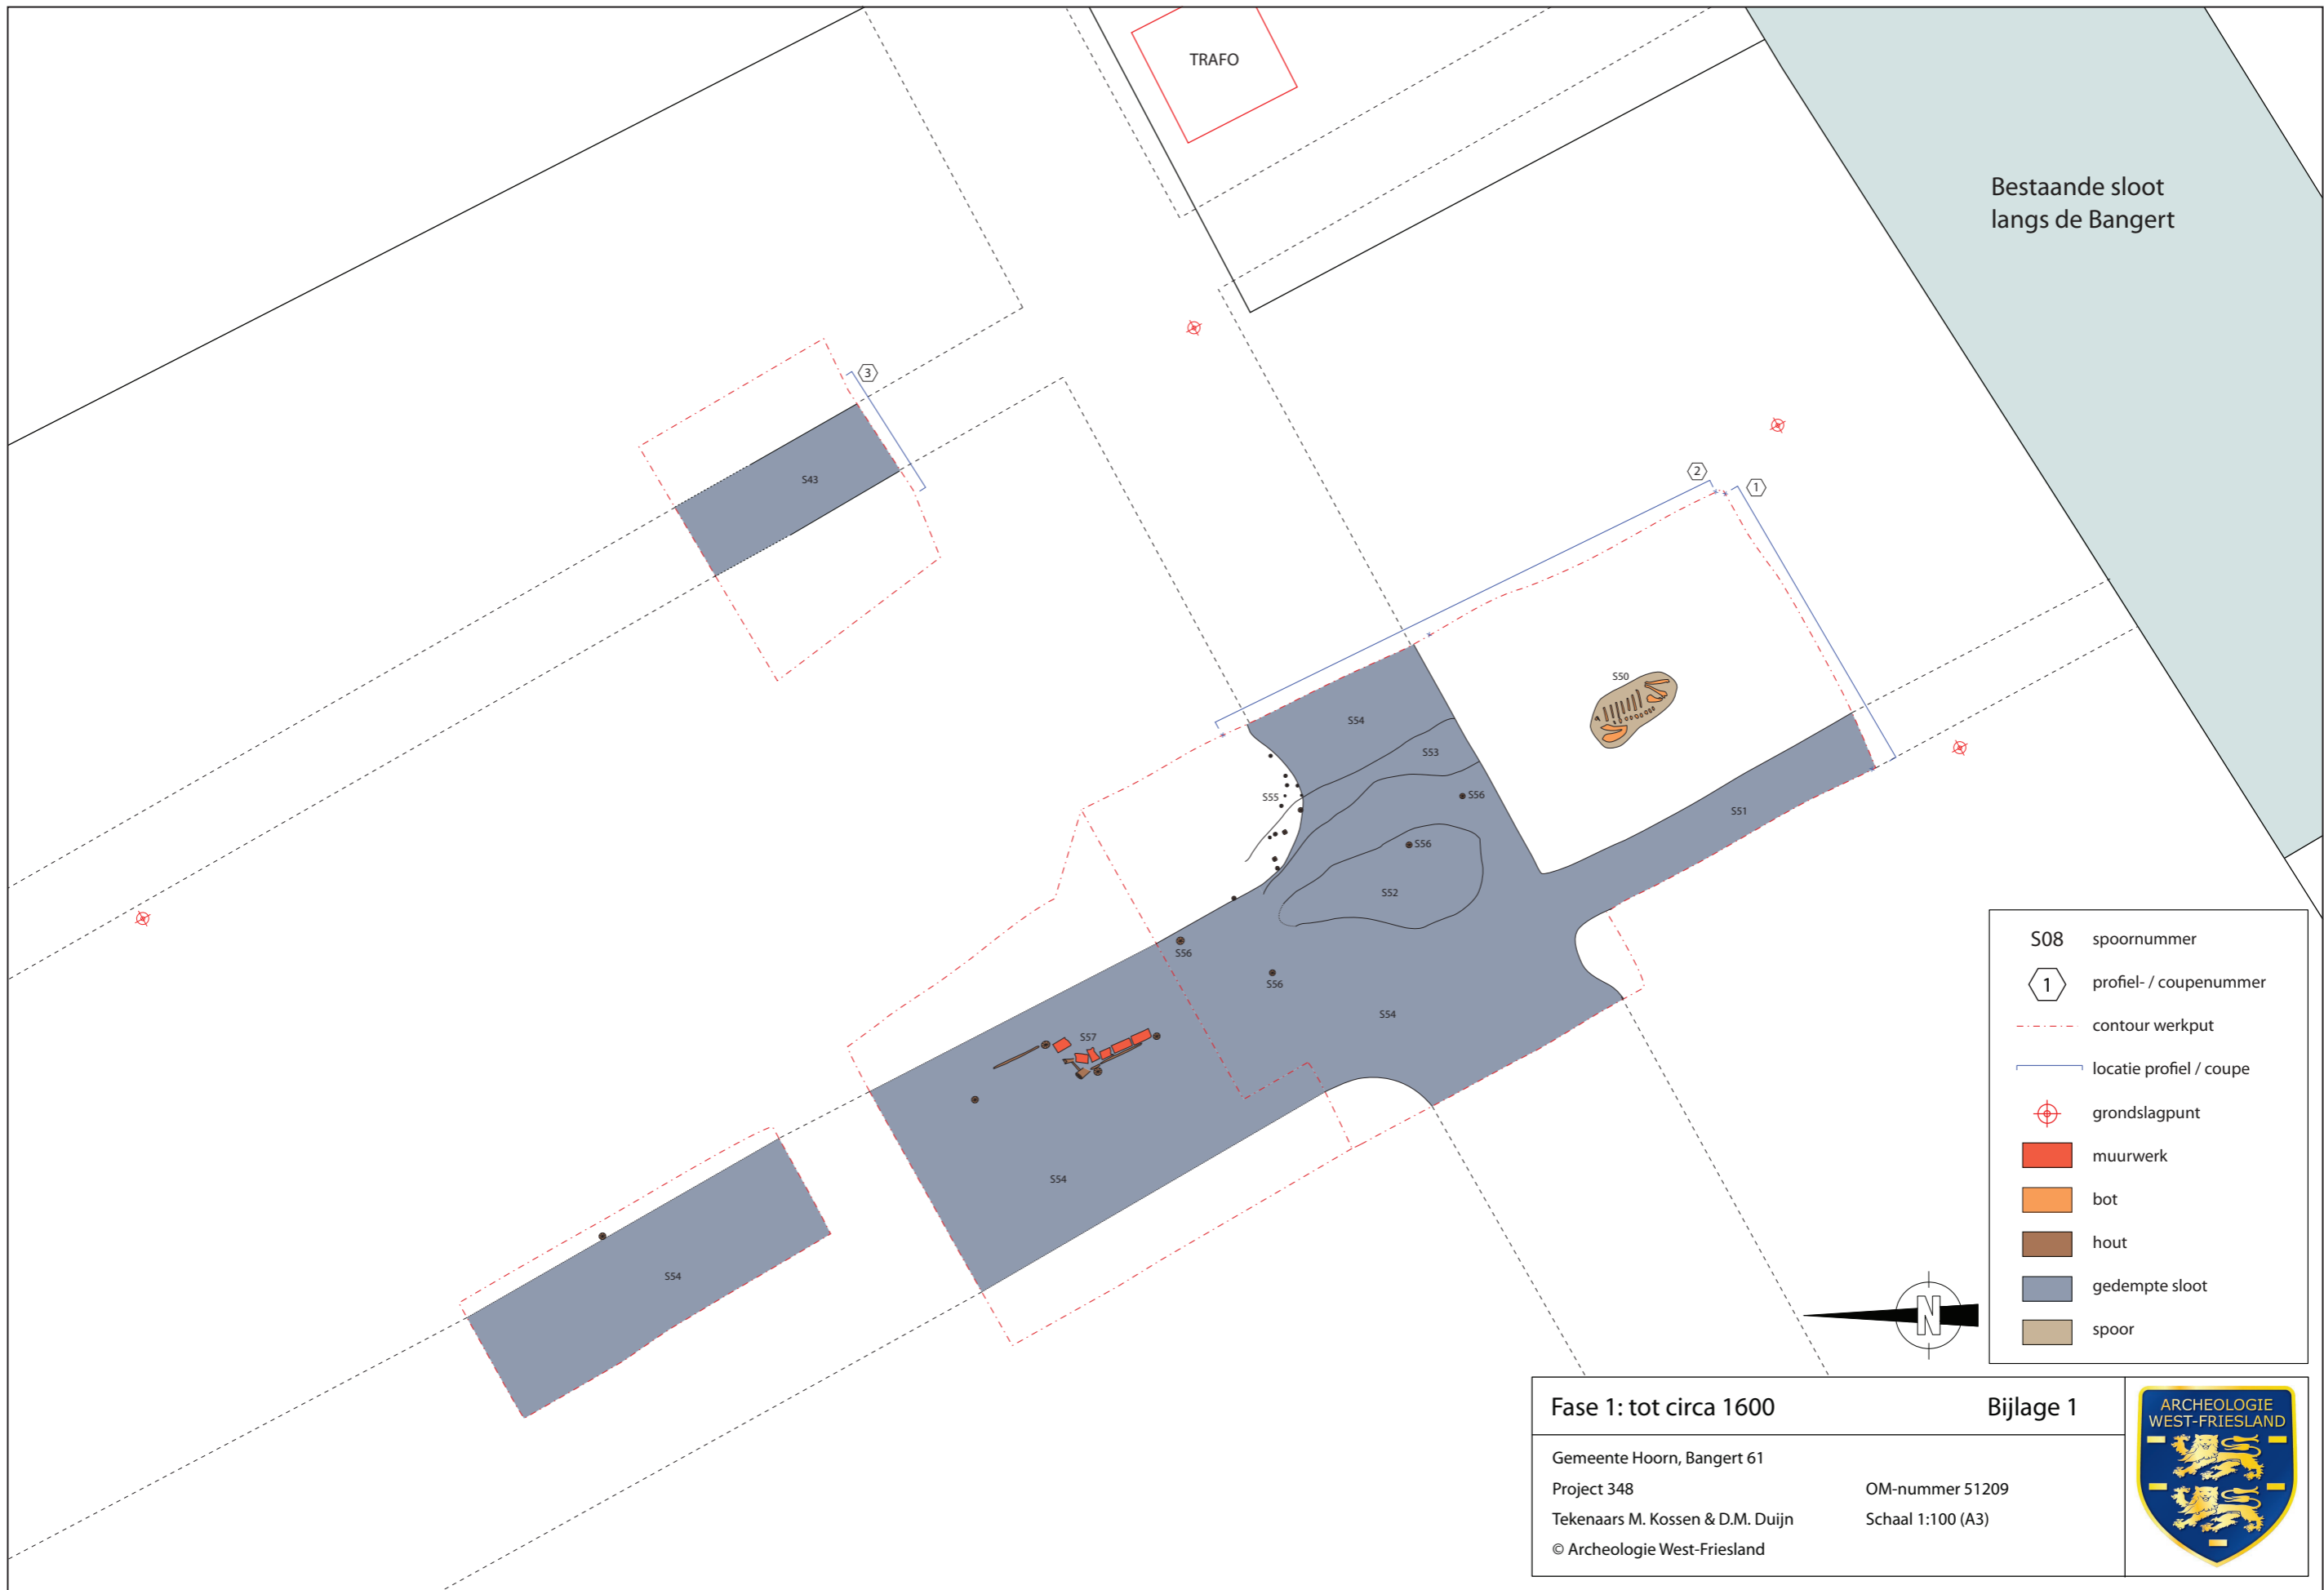 TRAFO
Bestaande sloot
langs de Bangert
3
S43
2
1
S50
S54
S53
S55
S56
S51
S56
S52
S56
S56
S54
S57
S54
S54
S08 spoornummer
1 profiel- / coupenummer
contour werkput
locatie profiel / coupe
grondslagpunt
muurwerk
bot
hout
gedempte sloot
spoor
N
Fase 1: tot circa 1600 Bijlage 1
Gemeente Hoorn, Bangert 61
Project 348 OM-nummer 51209
Tekenaars M. Kossen & D.M. Duijn Schaal 1:100 (A3)
© Archeologie West-Friesland
ARCHEOLOGIE
WEST-FRIESLAND